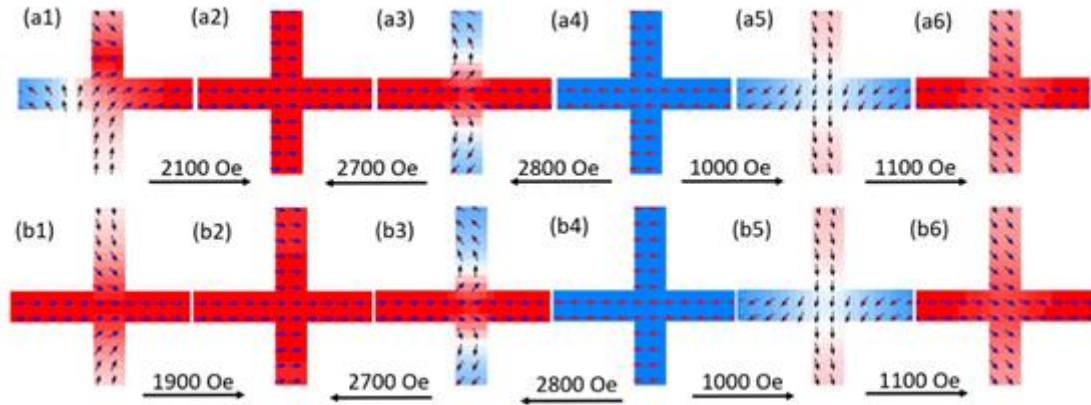 (a1) (a2) (a3) (a4) (a5) (a6)
2100 Oe 2700 Oe 2800 Oe 1000 Oe 1100 Oe
(b1) (b2) (b3) (b4) (b5) (b6)
1900 Oe 2700 Oe 2800 Oe 1000 Oe 1100 Oe